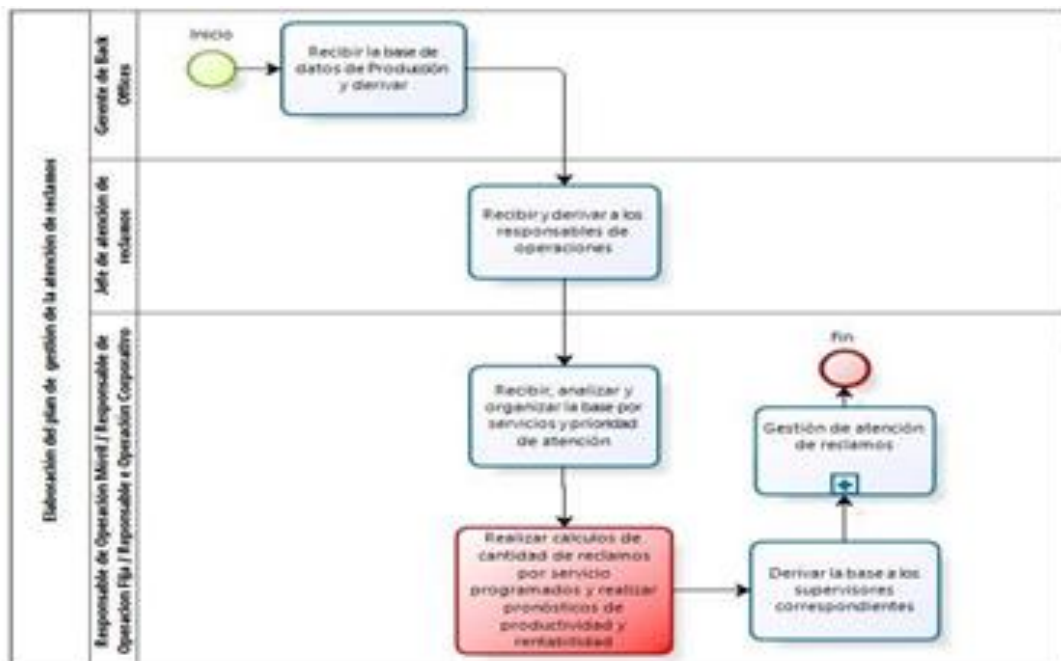 Elaboración del plan de gestión de la atención de reclamos
Gerente de Back
Offices
Inicio
Recibir la base de
datos de Producción
y derivar
Jefe de atención de
reclamos
Recibir y derivar a los
responsables de
operaciones
Responsable de Operación Móvil / Responsable de
Operacion Fija / Reponsable e Operación Corporativo
Recibir, analizar y
organizar la base por
servicios y prioridad
de atención
Realizar cálculos de
cantidad de reclamos
por servicio
programados y realizar
pronósticos de
productividad y
rentabilidad
Derivar la base a los
supervisores
correspondientes
Gestión de atención
de reclamos
Fin